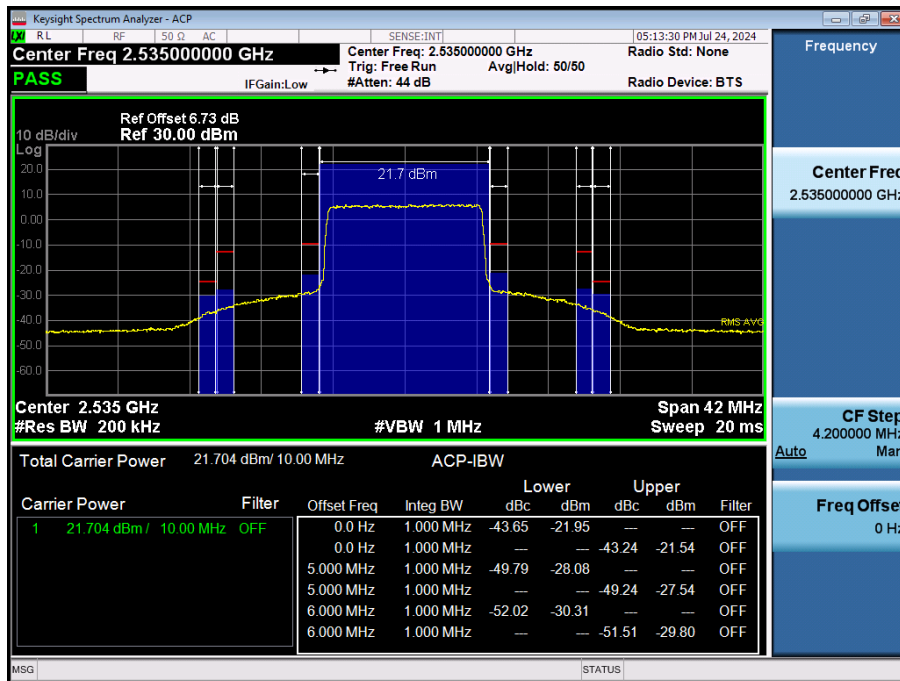 Keysight Spectrum Analyzer - ACP
LXI RL RF 50 Ω AC SENSE:INT 05:13:30 PM Jul 24, 2024
Center Freq 2.535000000 GHz
Center Freq: 2.535000000 GHz
Radio Std: None
Trig: Free Run Avg|Hold: 50/50
PASS
IFGain:Low
#Atten: 44 dB
Radio Device: BTS
Frequency
Ref Offset 6.73 dB
10 dB/div Ref 30.00 dBm
Log
20.0
21.7 dBm
10.0
0.00
-10.0
-20.0
-30.0
-40.0
RMS AVG
-50.0
-60.0
Center Freq
2.535000000 GHz
Center 2.535 GHz Span 42 MHz
#Res BW 200 kHz #VBW 1 MHz Sweep 20 ms
CF Step
4.200000 MHz
Auto Man
Freq Offset
0 Hz
Total Carrier Power 21.704 dBm/ 10.00 MHz ACP-IBW
Lower Upper
Carrier Power Filter Offset Freq Integ BW dBc dBm dBc dBm Filter
1 21.704 dBm / 10.00 MHz OFF 0.0 Hz 1.000 MHz -43.65 -21.95 --- --- OFF
0.0 Hz 1.000 MHz --- --- -43.24 -21.54 OFF
5.000 MHz 1.000 MHz -49.79 -28.08 --- --- OFF
5.000 MHz 1.000 MHz --- --- -49.24 -27.54 OFF
6.000 MHz 1.000 MHz -52.02 -30.31 --- --- OFF
6.000 MHz 1.000 MHz --- --- -51.51 -29.80 OFF
MSG STATUS